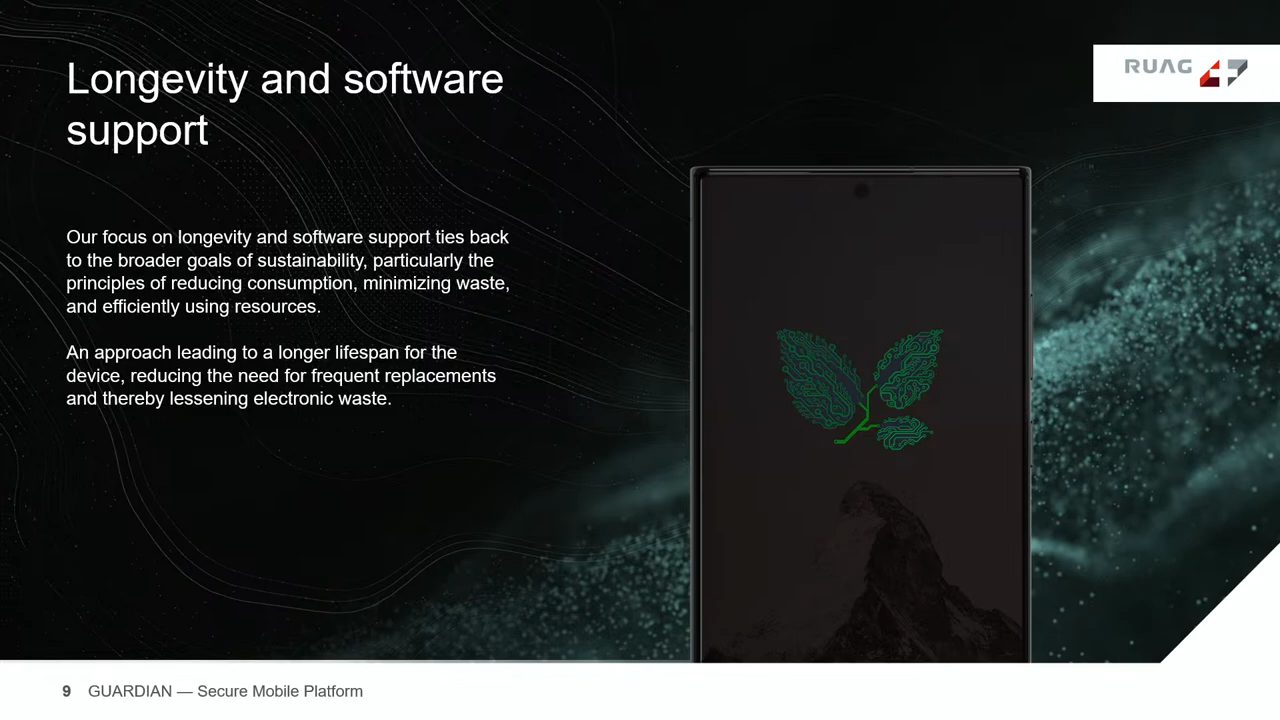 Longevity and software
support
RUAG
Our focus on longevity and software support ties back
to the broader goals of sustainability, particularly the
principles of reducing consumption, minimizing waste,
and efficiently using resources.
An approach leading to a longer lifespan for the
device, reducing the need for frequent replacements
and thereby lessening electronic waste.
9 GUARDIAN — Secure Mobile Platform